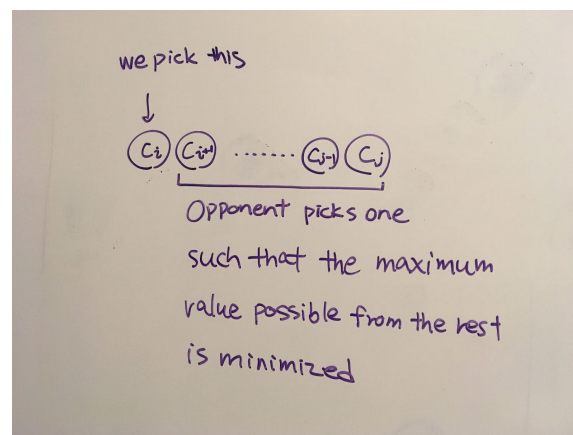 we pick this
Ci Ci+1 ....... Cj-1 Cj
Opponent picks one
such that the maximum
value possible from the rest
is minimized